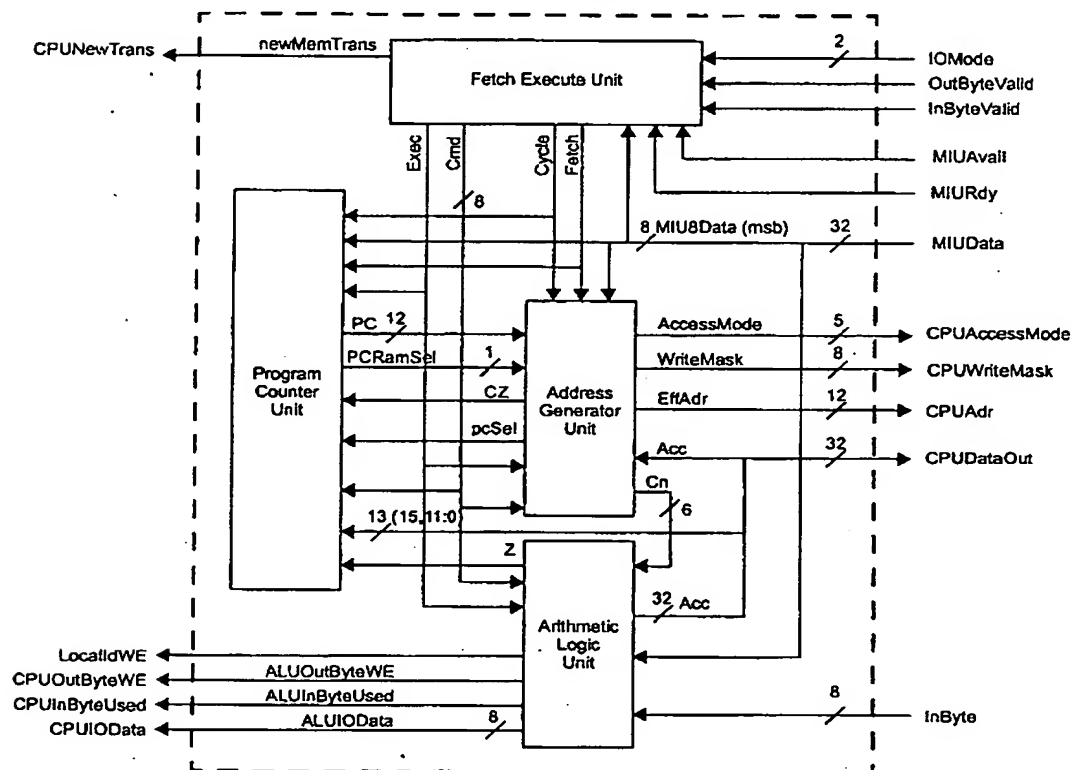 CPUNewTrans
newMemTrans
Fetch Execute Unit
2
IOMode
OutByteValid
InByteValid
Exec
Cmd
Cycle
Fetch
MIUAvail
MIURdy
8
8 MIU8Data (msb)
32
MIUData
PC 12
PCRamSel 1
CZ
pcSel
Program
Counter
Unit
Address
Generator
Unit
AccessMode 5
CPUAccessMode
WriteMask 8
CPUWriteMask
EffAdr 12
CPUAdr
Acc 32
CPUDataOut
Cn
6
13 (15,11:0)
Z
32 Acc
Arithmetic
Logic
Unit
LocalIdWE
CPUOutByteWE
ALUOutByteWE
CPUInByteUsed
ALUInByteUsed
CPUIOData
ALUIOData 8
8
InByte